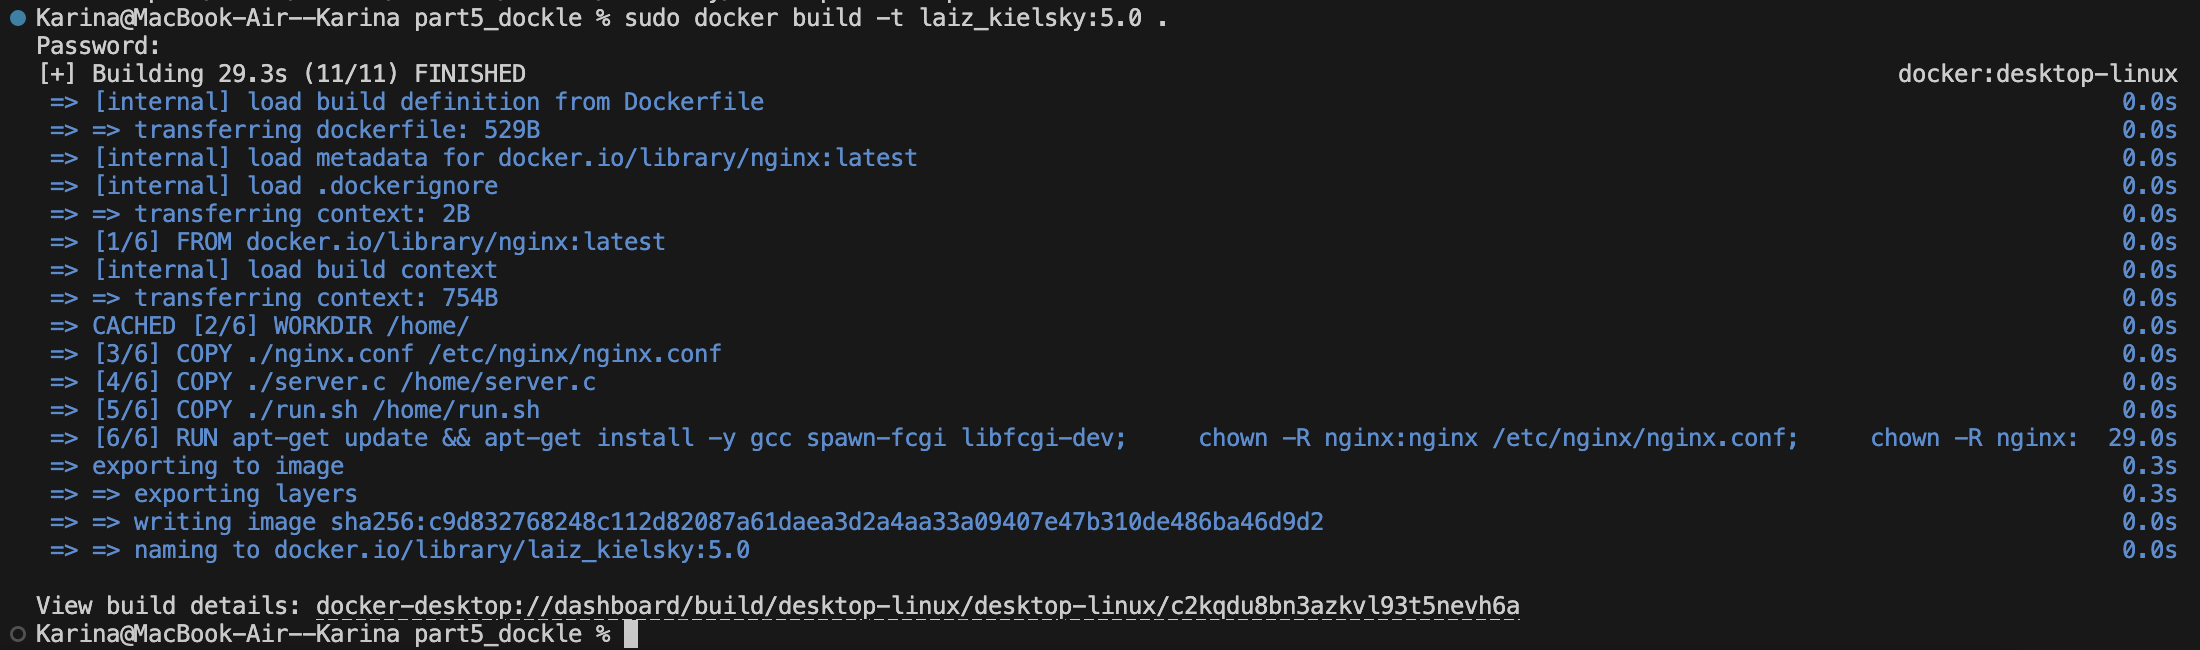 Karina@MacBook-Air--Karina part5_dockle % sudo docker build -t laiz_kielsky:5.0 .
Password:
[+] Building 29.3s (11/11) FINISHED docker:desktop-linux
=> [internal] load build definition from Dockerfile 0.0s
=> => transferring dockerfile: 529B 0.0s
=> [internal] load metadata for docker.io/library/nginx:latest 0.0s
=> [internal] load .dockerignore 0.0s
=> => transferring context: 2B 0.0s
=> [1/6] FROM docker.io/library/nginx:latest 0.0s
=> [internal] load build context 0.0s
=> => transferring context: 754B 0.0s
=> CACHED [2/6] WORKDIR /home/ 0.0s
=> [3/6] COPY ./nginx.conf /etc/nginx/nginx.conf 0.0s
=> [4/6] COPY ./server.c /home/server.c 0.0s
=> [5/6] COPY ./run.sh /home/run.sh 0.0s
=> [6/6] RUN apt-get update && apt-get install -y gcc spawn-fcgi libfcgi-dev; chown -R nginx:nginx /etc/nginx/nginx.conf; chown -R nginx: 29.0s
=> exporting to image 0.3s
=> => exporting layers 0.3s
=> => writing image sha256:c9d832768248c112d82087a61daea3d2a4aa33a09407e47b310de486ba46d9d2 0.0s
=> => naming to docker.io/library/laiz_kielsky:5.0 0.0s
View build details: docker-desktop://dashboard/build/desktop-linux/desktop-linux/c2kqdu8bn3azkvl93t5nevh6a
Karina@MacBook-Air--Karina part5_dockle %